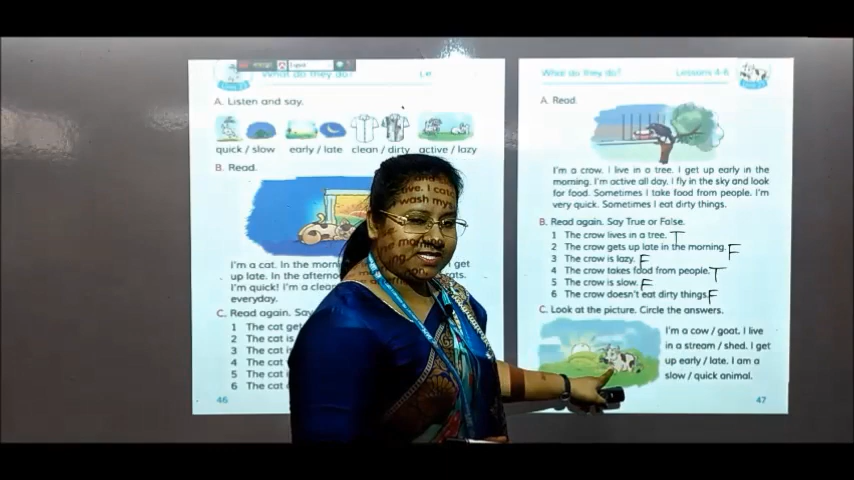 What do they do?
A. Listen and say.
quick / slow early / late clean / dirty active / lazy
B. Read.
I'm a cat. In the morn
get
up late. In the afterno
I'm quick! I'm a clean
everyday.
C. Read again. Say
1 The cat get
2 The cat is
3 The cat is
4 The cat
5 The cat
6 The cat
46
What do they do? Lessons 4-6
A. Read.
I'm a crow. I live in a tree. I get up early in the
morning. I'm active all day. I fly in the sky and look
for food. Sometimes I take food from people. I'm
very quick. Sometimes I eat dirty things.
B. Read again. Say True or False.
1 The crow lives in a tree. T
2 The crow gets up late in the morning. F
3 The crow is lazy. F
4 The crow takes food from people. T
5 The crow is slow. F
6 The crow doesn't eat dirty things. F
C. Look at the picture. Circle the answers.
I'm a cow / goat. I live
in a stream / shed. I get
up early / late. I am a
slow / quick animal.
47